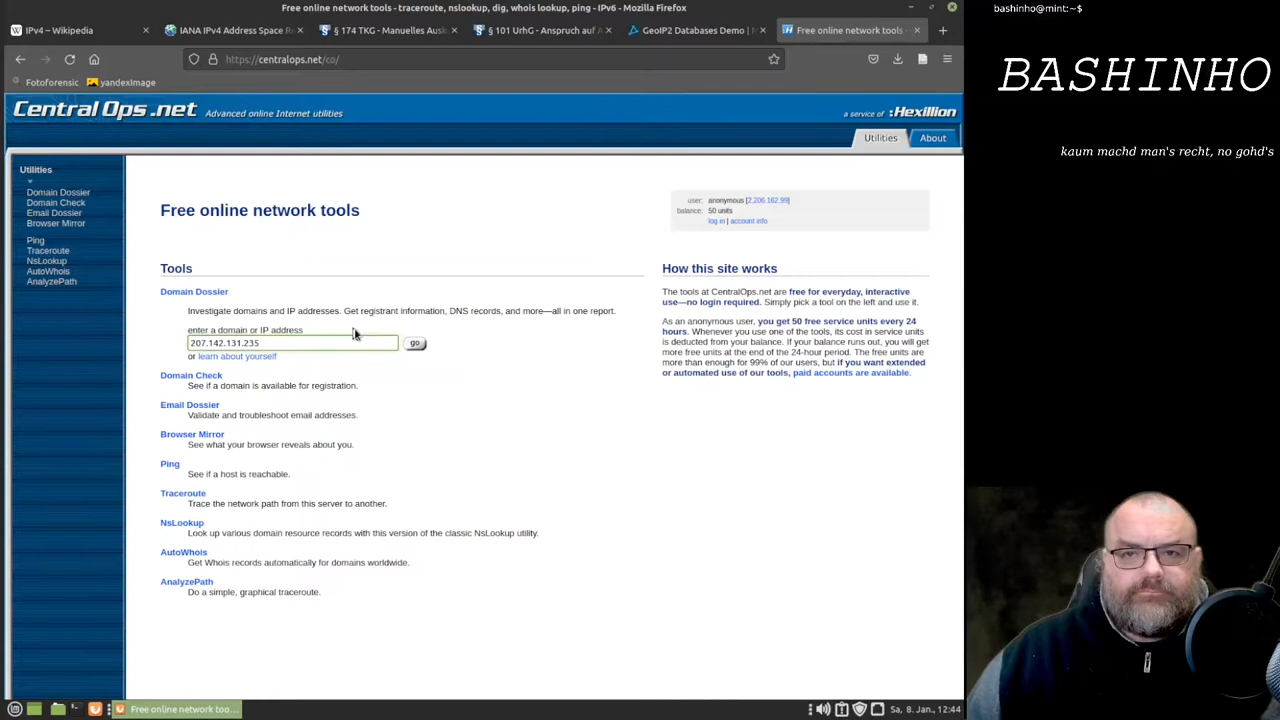 Free online network tools - traceroute, nslookup, dig, whois lookup, ping - IPv6 - Mozilla Firefox
IPv4 – Wikipedia
IANA IPv4 Address Space Re
§ 174 TKG - Manuelles Ausku
§ 101 UrhG - Anspruch auf A
GeoIP2 Databases Demo | M
Free online network tools -
https://centralops.net/co/
Fotoforensic
yandexImage
Central Ops.net
Advanced online Internet utilities
a service of :Hexillion
Utilities
About
Utilities
Domain Dossier
Domain Check
Email Dossier
Browser Mirror
Ping
Traceroute
NsLookup
AutoWhois
AnalyzePath
Free online network tools
user: anonymous [2.206.162.99]
balance: 50 units
log in | account info
Tools
Domain Dossier
Investigate domains and IP addresses. Get registrant information, DNS records, and more—all in one report.
enter a domain or IP address
207.142.131.235
go
or learn about yourself
Domain Check
See if a domain is available for registration.
Email Dossier
Validate and troubleshoot email addresses.
Browser Mirror
See what your browser reveals about you.
Ping
See if a host is reachable.
Traceroute
Trace the network path from this server to another.
NsLookup
Look up various domain resource records with this version of the classic NsLookup utility.
AutoWhois
Get Whois records automatically for domains worldwide.
AnalyzePath
Do a simple, graphical traceroute.
How this site works
The tools at CentralOps.net are free for everyday, interactive
use—no login required. Simply pick a tool on the left and use it.
As an anonymous user, you get 50 free service units every 24
hours. Whenever you use one of the tools, its cost in service units
is deducted from your balance. If your balance runs out, you will get
more free units at the end of the 24-hour period. The free units are
more than enough for 99% of our users, but if you want extended
or automated use of our tools, paid accounts are available.
bashinho@mint:~$
BASHINHO
kaum machd man's recht, no gohd's
Free online network too...
Sa, 8. Jan., 12:44